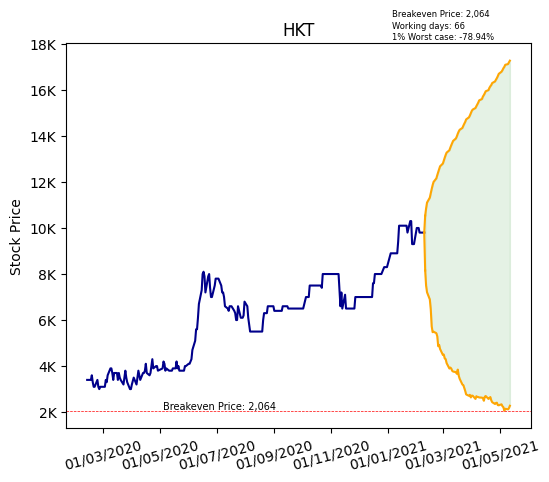 Breakeven Price: 2,064
Working days: 66
1% Worst case: -78.94%
HKT
18K
16K
14K
12K
10K
8K
6K
4K
2K
Stock Price
Breakeven Price: 2,064
01/03/2020
01/05/2020
01/07/2020
01/09/2020
01/11/2020
01/01/2021
01/03/2021
01/05/2021